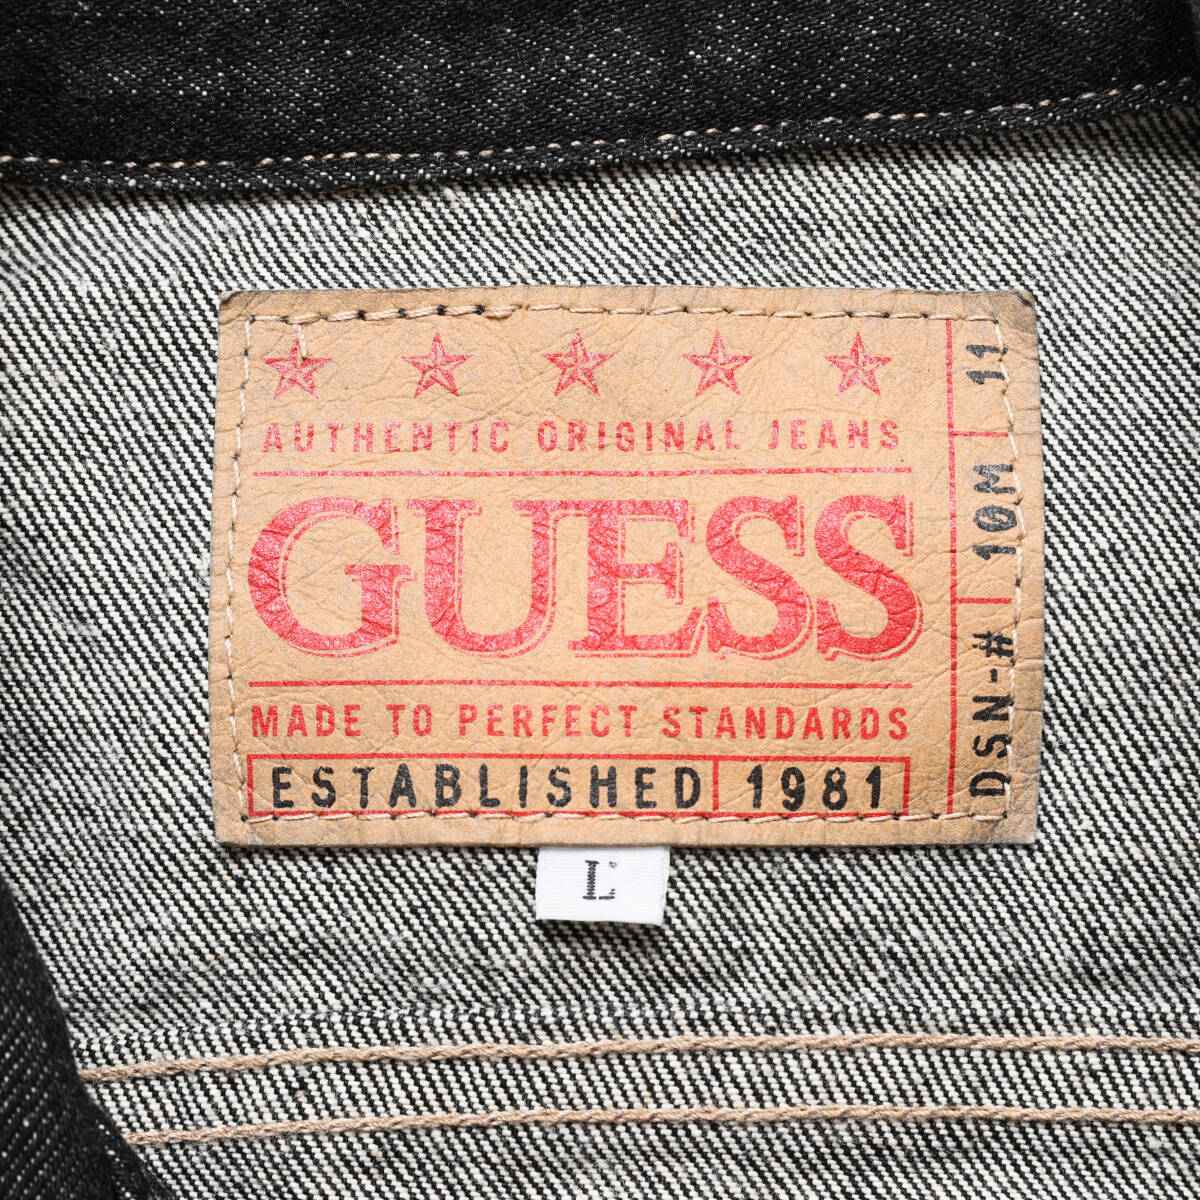 AUTHENTIC ORIGINAL JEANS
GUESS
MADE TO PERFECT STANDARDS
ESTABLISHED 1981
DSN-# 10M 11
L